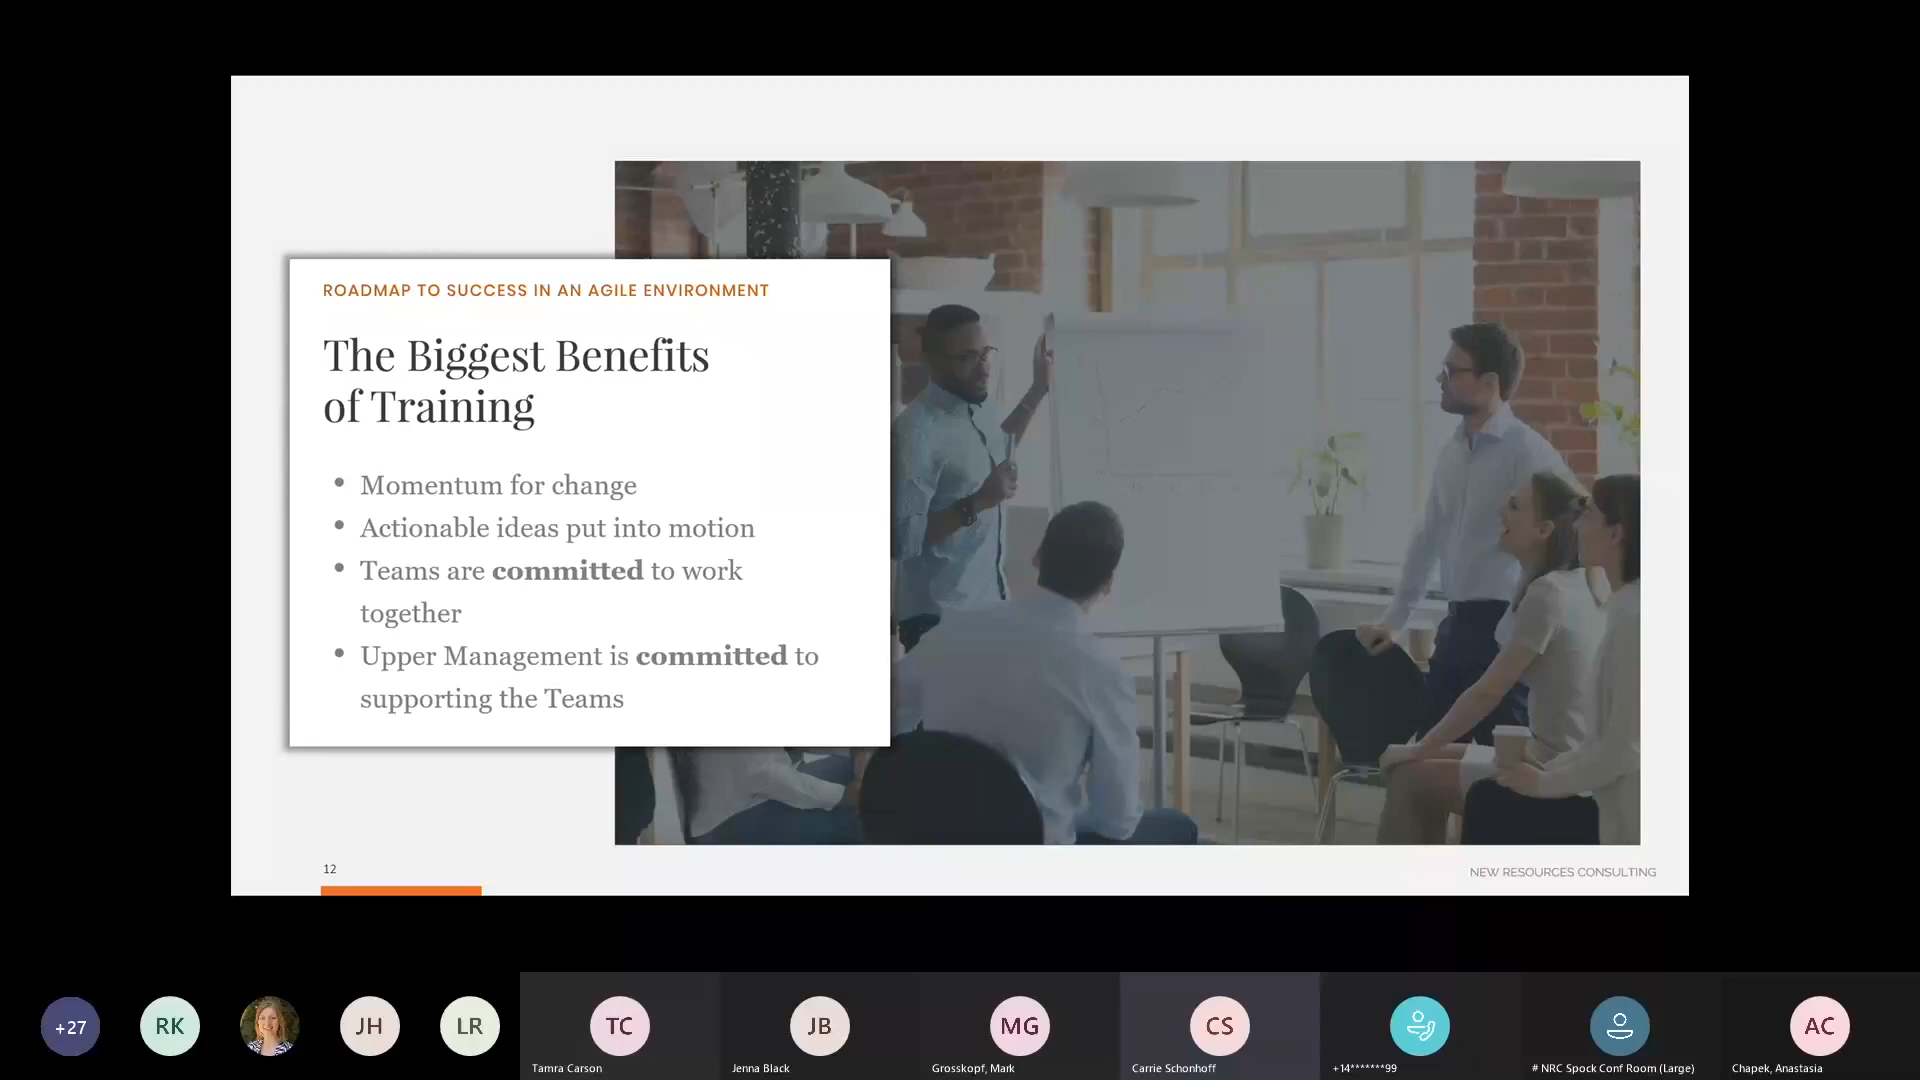 ROADMAP TO SUCCESS IN AN AGILE ENVIRONMENT
The Biggest Benefits
of Training
• Momentum for change
• Actionable ideas put into motion
• Teams are committed to work
together
• Upper Management is committed to
supporting the Teams
12
NEW RESOURCES CONSULTING
+27
RK
JH
LR
TC
Tamra Carson
JB
Jenna Black
MG
Grosskopf, Mark
CS
Carrie Schonhoff
+14*******99
# NRC Spock Conf Room (Large)
AC
Chapek, Anastasia